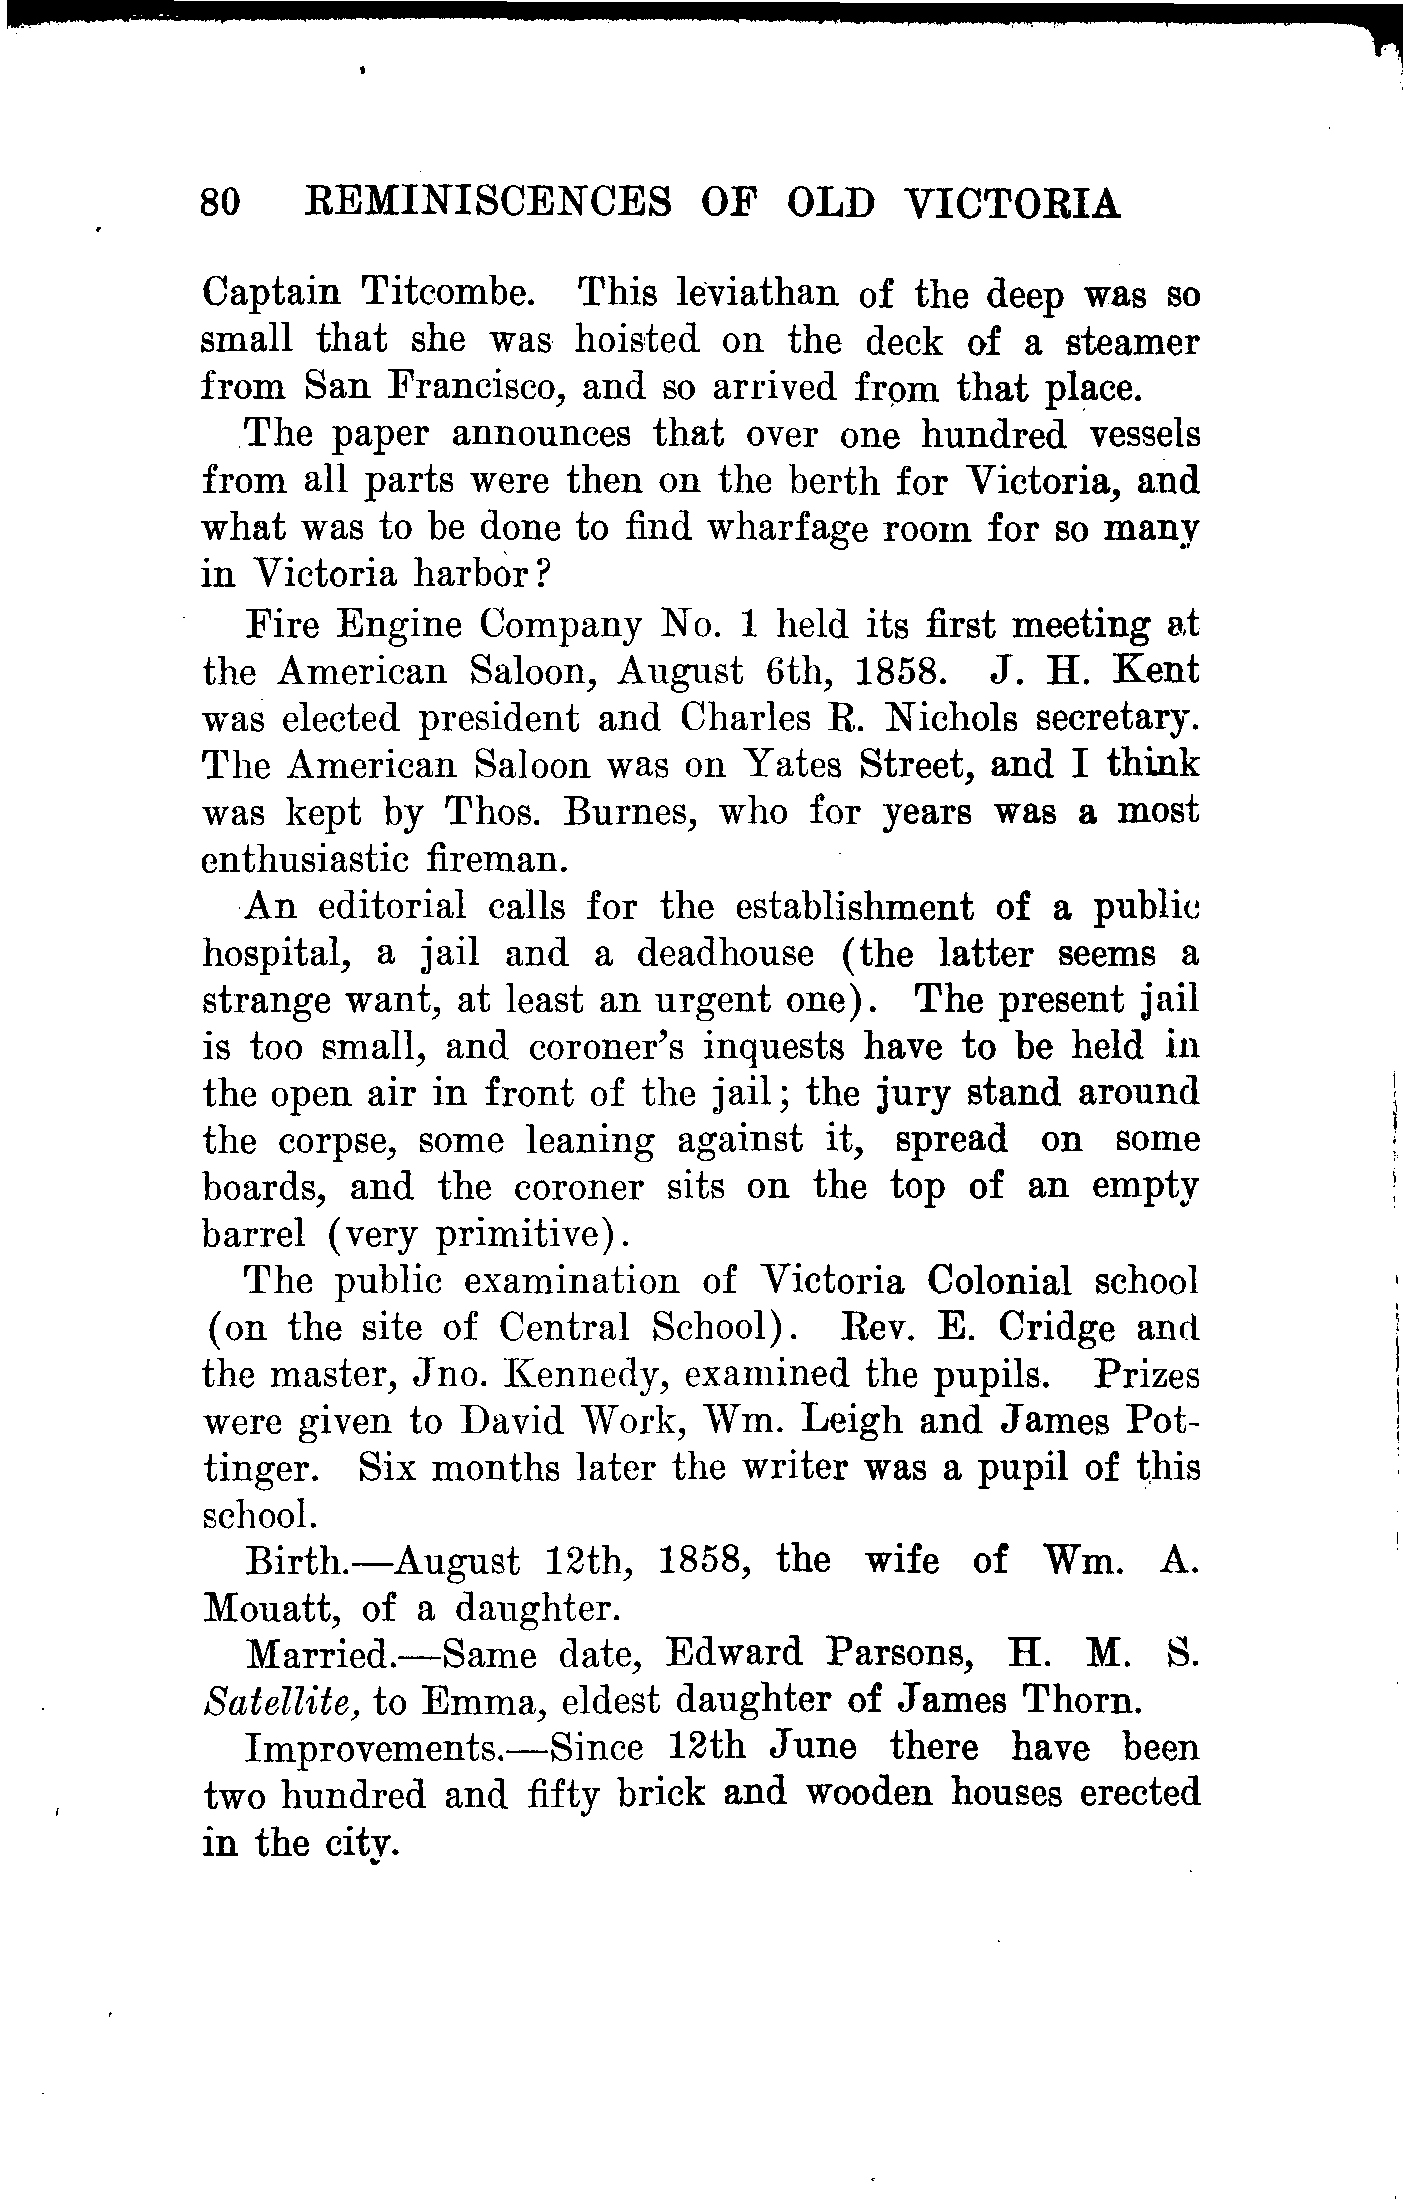 80 REMINISCENCES OF OLD VICTORIA
Captain Titcombe. This leviathan of the deep was so
small that she was hoisted on the deck of a steamer
from San Francisco, and so arrived from that place.
The paper announces that over one hundred vessels
from all parts were then on the berth for Victoria, and
what was to be done to find wharfage room for so many
in Victoria harbor?
Fire Engine Company No. 1 held its first meeting at
the American Saloon, August 6th, 1858. J. H. Kent
was elected president and Charles R. Nichols secretary.
The American Saloon was on Yates Street, and I think
was kept by Thos. Burnes, who for years was a most
enthusiastic fireman.
An editorial calls for the establishment of a public
hospital, a jail and a deadhouse (the latter seems a
strange want, at least an urgent one). The present jail
is too small, and coroner's inquests have to be held in
the open air in front of the jail; the jury stand around
the corpse, some leaning against it, spread on some
boards, and the coroner sits on the top of an empty
barrel (very primitive).
The public examination of Victoria Colonial school
(on the site of Central School). Rev. E. Cridge and
the master, Jno. Kennedy, examined the pupils. Prizes
were given to David Work, Wm. Leigh and James Pot-
tinger. Six months later the writer was a pupil of this
school.
Birth.—August 12th, 1858, the wife of Wm. A.
Mouatt, of a daughter.
Married.—Same date, Edward Parsons, H. M. S.
Satellite, to Emma, eldest daughter of James Thorn.
Improvements.—Since 12th June there have been
two hundred and fifty brick and wooden houses erected
in the city.